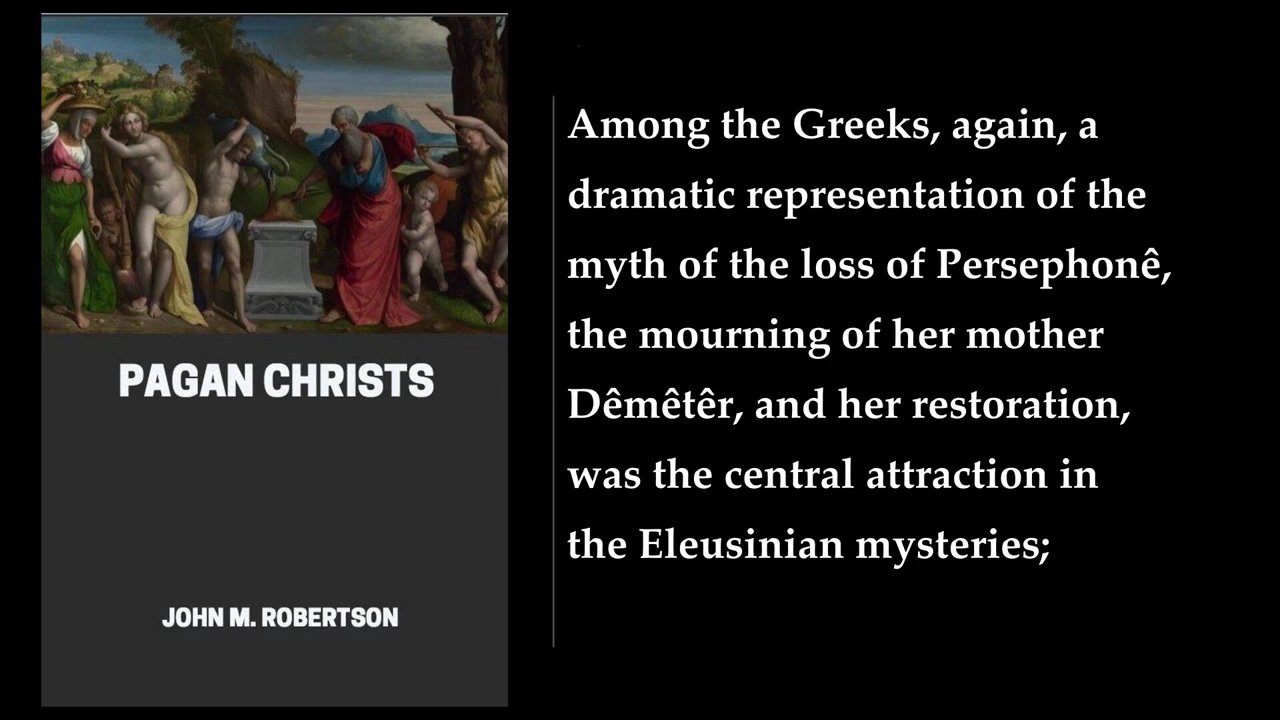 PAGAN CHRISTS
JOHN M. ROBERTSON
Among the Greeks, again, a
dramatic representation of the
myth of the loss of Persephonê,
the mourning of her mother
Dêmêtêr, and her restoration,
was the central attraction in
the Eleusinian mysteries;